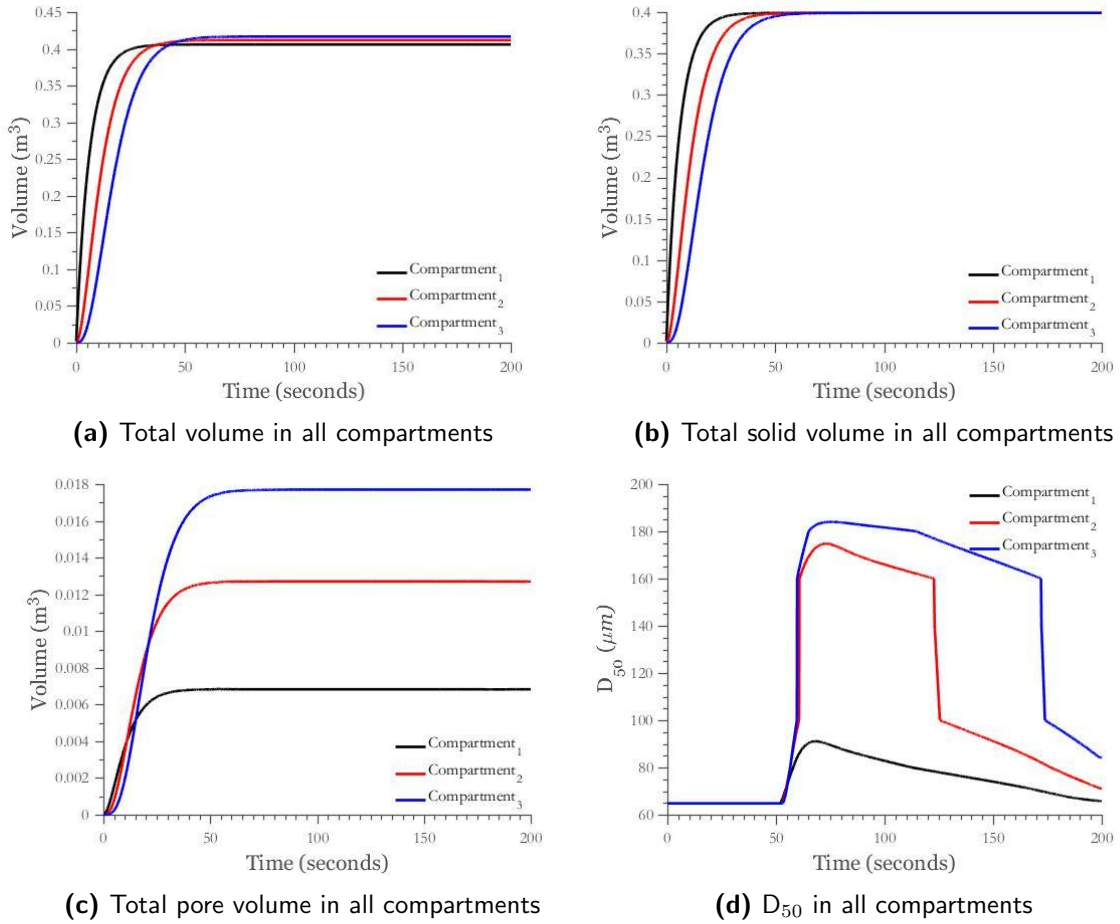 0.45
0.4
0.35
0.3
0.25
0.2
0.15
0.1
0.05
0
Volume (m³)
Compartment₁
Compartment₂
Compartment₃
0 50 100 150 200
Time (seconds)
(a) Total volume in all compartments
0.4
0.35
0.3
0.25
0.2
0.15
0.1
0.05
0
Volume (m³)
Compartment₁
Compartment₂
Compartment₃
0 50 100 150 200
Time (seconds)
(b) Total solid volume in all compartments
0.018
0.016
0.014
0.012
0.01
0.008
0.006
0.004
0.002
0
Volume (m³)
Compartment₁
Compartment₂
Compartment₃
0 50 100 150 200
Time (seconds)
(c) Total pore volume in all compartments
200
180
160
140
120
100
80
60
D₅₀ (μm)
Compartment₁
Compartment₂
Compartment₃
0 50 100 150 200
Time (seconds)
(d) D₅₀ in all compartments